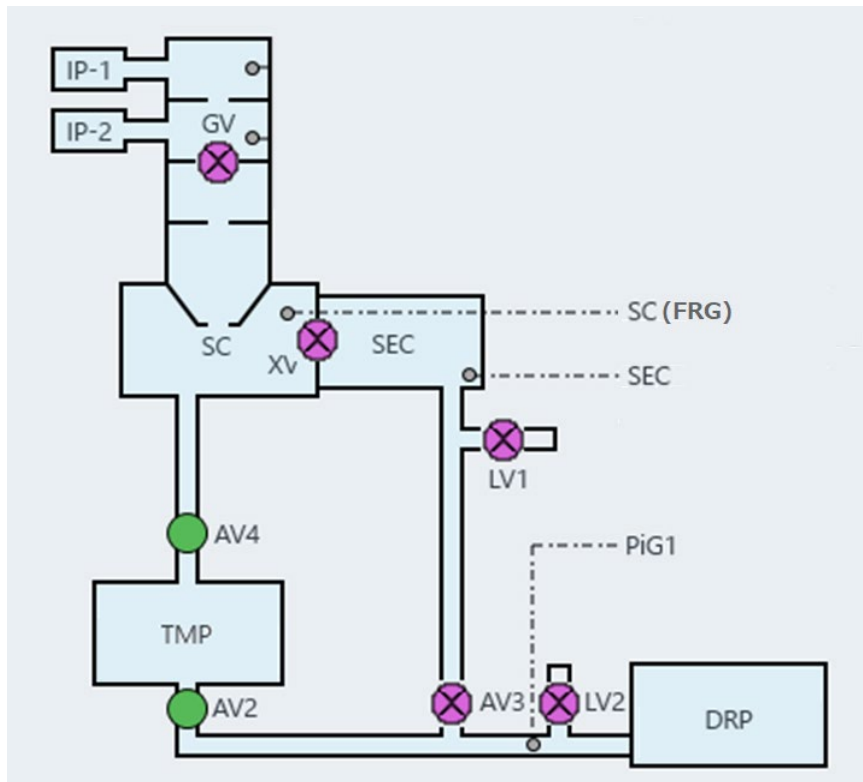 IP-1
IP-2
GV
SC (FRG)
SC
XV
SEC
SEC
LV1
AV4
PiG1
TMP
AV2
AV3
LV2
DRP